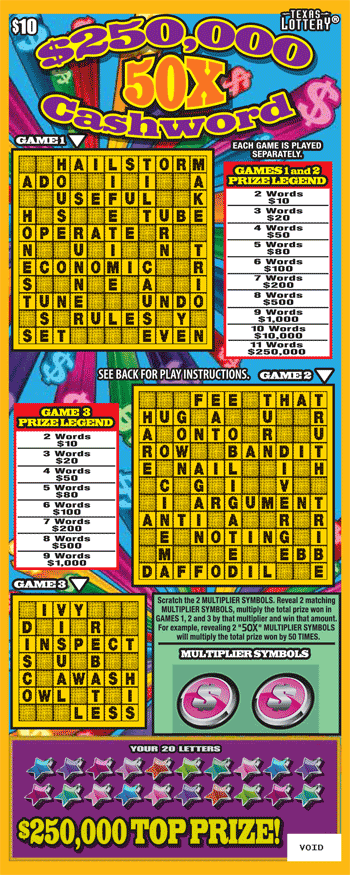 $10
TEXAS LOTTERY®
$250,000
50X
Cashword
GAME 1
EACH GAME IS PLAYED
SEPARATELY.
H A I L S T O R M
A D O I A
U S E F U L K
H S E T U B E
O P E R A T E R
N U I N T
E C O N O M I C R
S N E A I
T U N E U N D O
R U L E S Y
S E T E V E N
GAMES 1 and 2
PRIZE LEGEND
2 Words
$10
3 Words
$20
4 Words
$50
5 Words
$80
6 Words
$100
7 Words
$200
8 Words
$500
9 Words
$1,000
10 Words
$10,000
11 Words
$250,000
SEE BACK FOR PLAY INSTRUCTIONS.
GAME 2
F E E T H A T
H U G A U R
A O N T O R U
R O W B A N D I T
E N A I L I H
C G I V
I A R G U M E N T
A N T I A E R
E N O T I N G I
M E E B B
D A F F O D I L E
GAME 3
PRIZE LEGEND
2 Words
$10
3 Words
$20
4 Words
$50
5 Words
$80
6 Words
$100
7 Words
$200
8 Words
$500
9 Words
$1,000
GAME 3
I V Y
D I R
I N S P E C T
S U B
C A W A S H
O W L T I
L E S S
Scratch the 2 MULTIPLIER SYMBOLS. Reveal 2 matching
MULTIPLIER SYMBOLS, multiply the total prize won in
GAMES 1, 2 and 3 by that multiplier and win that amount.
For example, revealing 2 "50X" MULTIPLIER SYMBOLS
will multiply the total prize won by 50 TIMES.
MULTIPLIER SYMBOLS
$ $
YOUR 20 LETTERS
$250,000 TOP PRIZE!
VOID